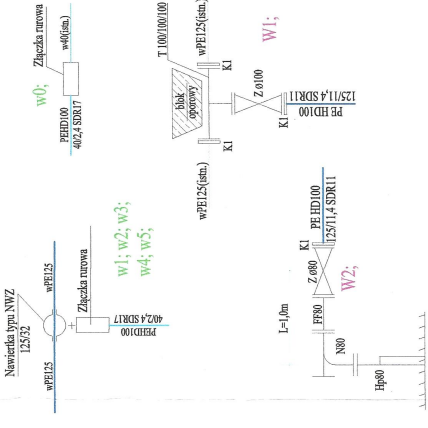 Nawiertka typu NWZ
125/32
wPE125
wPE125
Złączka rurowa
PEHD100
40/2,4 SDR17
w1; w2; w3;
w4; w5;
w0;
Złączka rurowa
PEHD100
40/2,4 SDR17
w40(istn.)
T 100/100/100
blok
oporowy
wPE125(istn.)
wPE125(istn.)
K1
K1
Z ø100
K1
PE HD100
125/11,4 SDR11
W1;
L=1,0m
FF80
Z ø80
K1
PE HD100
125/11,4 SDR11
N80
Hp80
W2;